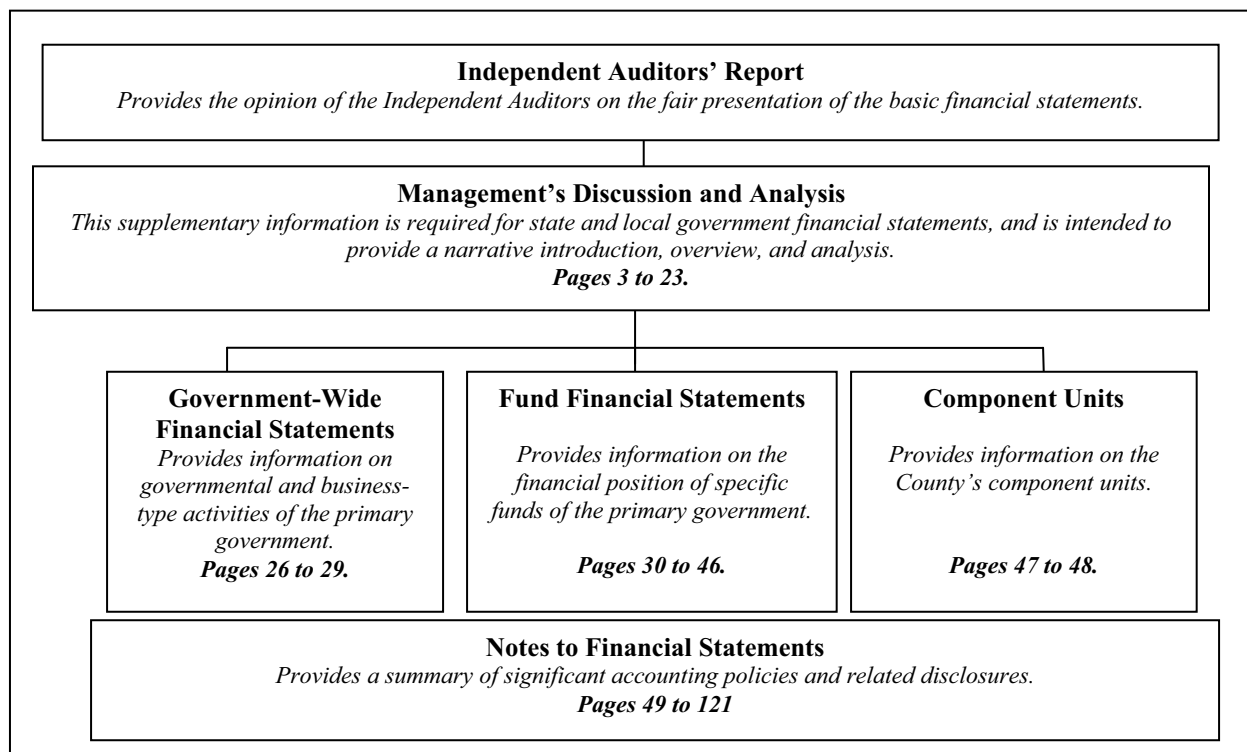 Independent Auditors’ Report
Provides the opinion of the Independent Auditors on the fair presentation of the basic financial statements.
Management’s Discussion and Analysis
This supplementary information is required for state and local government financial statements, and is intended to
provide a narrative introduction, overview, and analysis.
Pages 3 to 23.
Government-Wide
Financial Statements
Provides information on
governmental and business-
type activities of the primary
government.
Pages 26 to 29.
Fund Financial Statements
Provides information on the
financial position of specific
funds of the primary government.
Pages 30 to 46.
Component Units
Provides information on the
County’s component units.
Pages 47 to 48.
Notes to Financial Statements
Provides a summary of significant accounting policies and related disclosures.
Pages 49 to 121